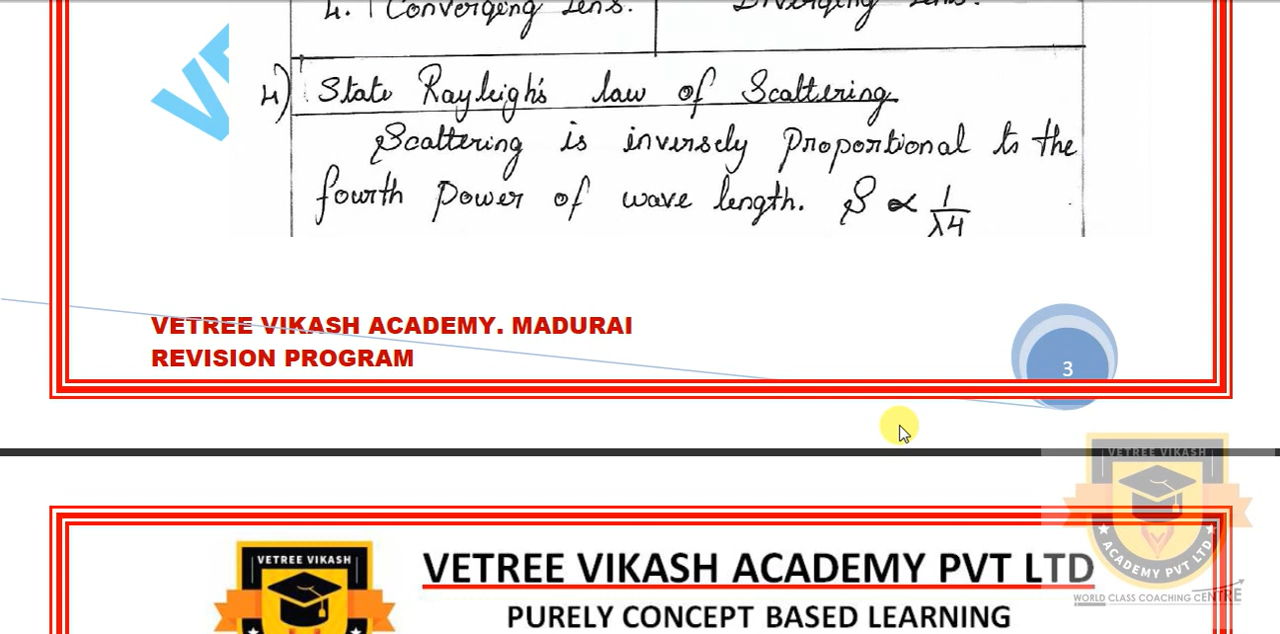 4. Converging Lens. Diverging Lens.
4) State Rayleigh's law of Scattering
Scattering is inversely proportional to the
fourth power of wave length. S ∝ 1/λ4
VETREE VIKASH ACADEMY. MADURAI
REVISION PROGRAM
3
VETREE VIKASH
ACADEMY PVT LTD
WORLD CLASS COACHING CENTRE
VETREE VIKASH
VETREE VIKASH ACADEMY PVT LTD
PURELY CONCEPT BASED LEARNING